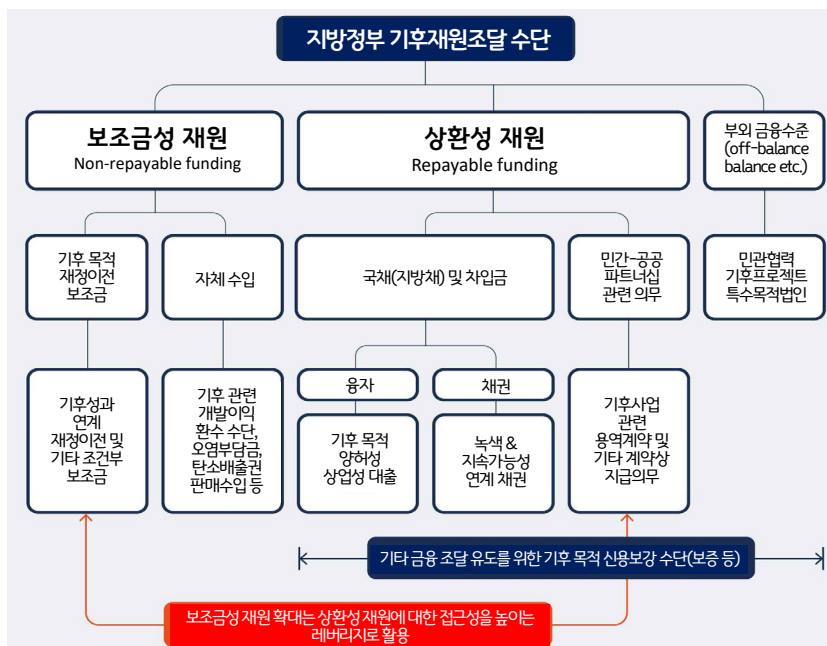 지방정부 기후재원조달 수단
보조금성 재원
Non-repayable funding
상환성 재원
Repayable funding
부외 금융수준
(off-balance
balance etc.)
기후 목적
재정이전
보조금
자체 수입
국채(지방채) 및 차입금
민간-공공
파트너십
관련 의무
민관협력
기후프로젝트
특수목적법인
기후성과
연계
재정이전 및
기타 조건부
보조금
기후 관련
개발이익
환수 수단,
오염부담금,
탄소배출권
판매수입 등
융자
기후 목적
양허성
상업성 대출
채권
녹색 &
지속가능성
연계 채권
기후사업
관련
용역계약 및
기타 계약상
지급의무
기타 금융 조달 유도를 위한 기후 목적 신용보강 수단(보증 등)
보조금성 재원 확대는 상환성 재원에 대한 접근성을 높이는
레버리지로 활용